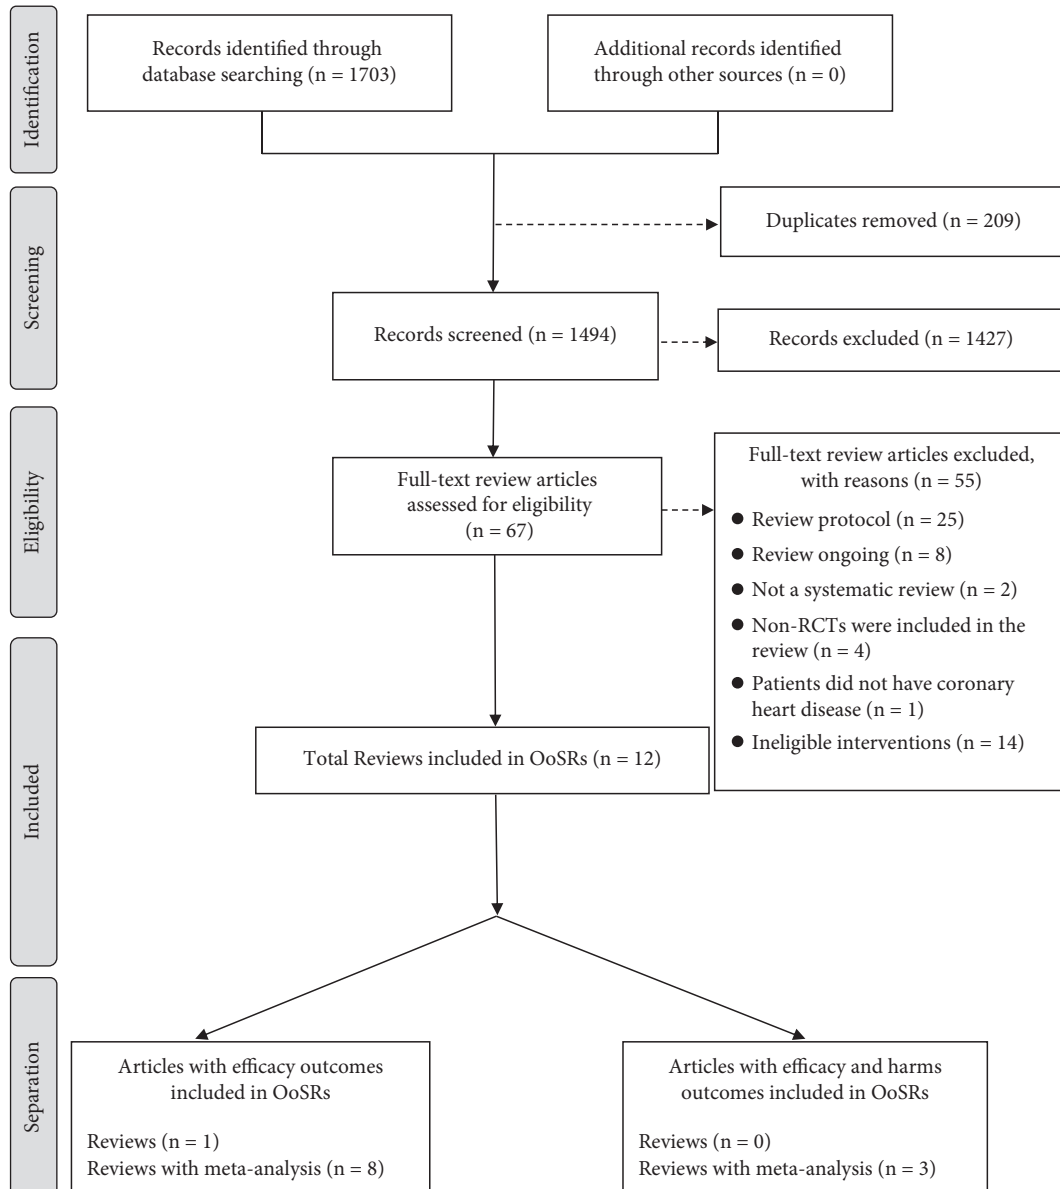 Identification
Records identified through
database searching (n = 1703)
Additional records identified
through other sources (n = 0)
Screening
Duplicates removed (n = 209)
Records screened (n = 1494)
Records excluded (n = 1427)
Eligibility
Full-text review articles
assessed for eligibility
(n = 67)
Full-text review articles excluded,
with reasons (n = 55)
● Review protocol (n = 25)
● Review ongoing (n = 8)
● Not a systematic review (n = 2)
● Non-RCTs were included in the
review (n = 4)
● Patients did not have coronary
heart disease (n = 1)
● Ineligible interventions (n = 14)
Included
Total Reviews included in OoSRs (n = 12)
Separation
Articles with efficacy outcomes
included in OoSRs
Reviews (n = 1)
Reviews with meta-analysis (n = 8)
Articles with efficacy and harms
outcomes included in OoSRs
Reviews (n = 0)
Reviews with meta-analysis (n = 3)